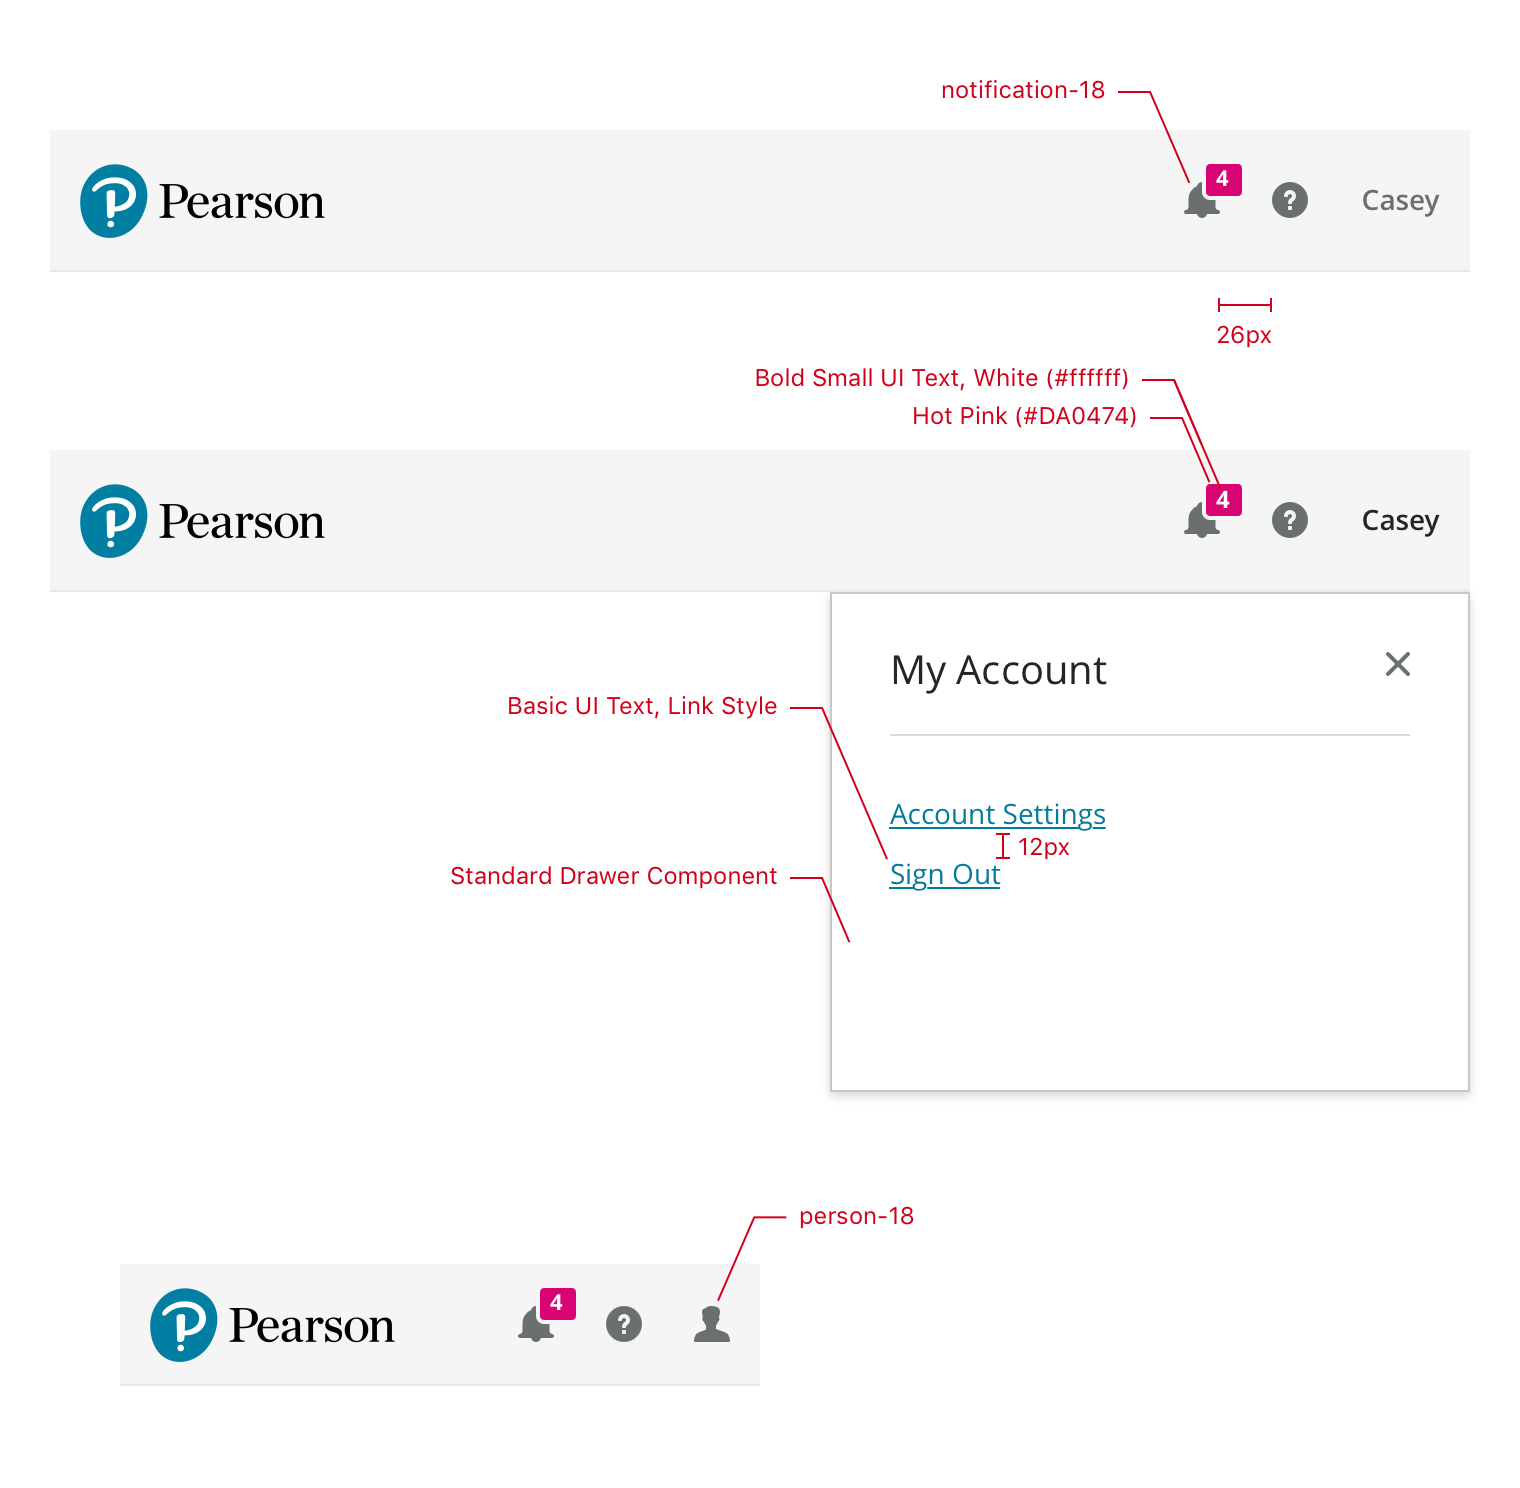 notification-18
Pearson
4
?
Casey
26px
Bold Small UI Text, White (#ffffff)
Hot Pink (#DA0474)
Pearson
4
?
Casey
My Account
Basic UI Text, Link Style
Account Settings
12px
Sign Out
Standard Drawer Component
person-18
Pearson
4
?